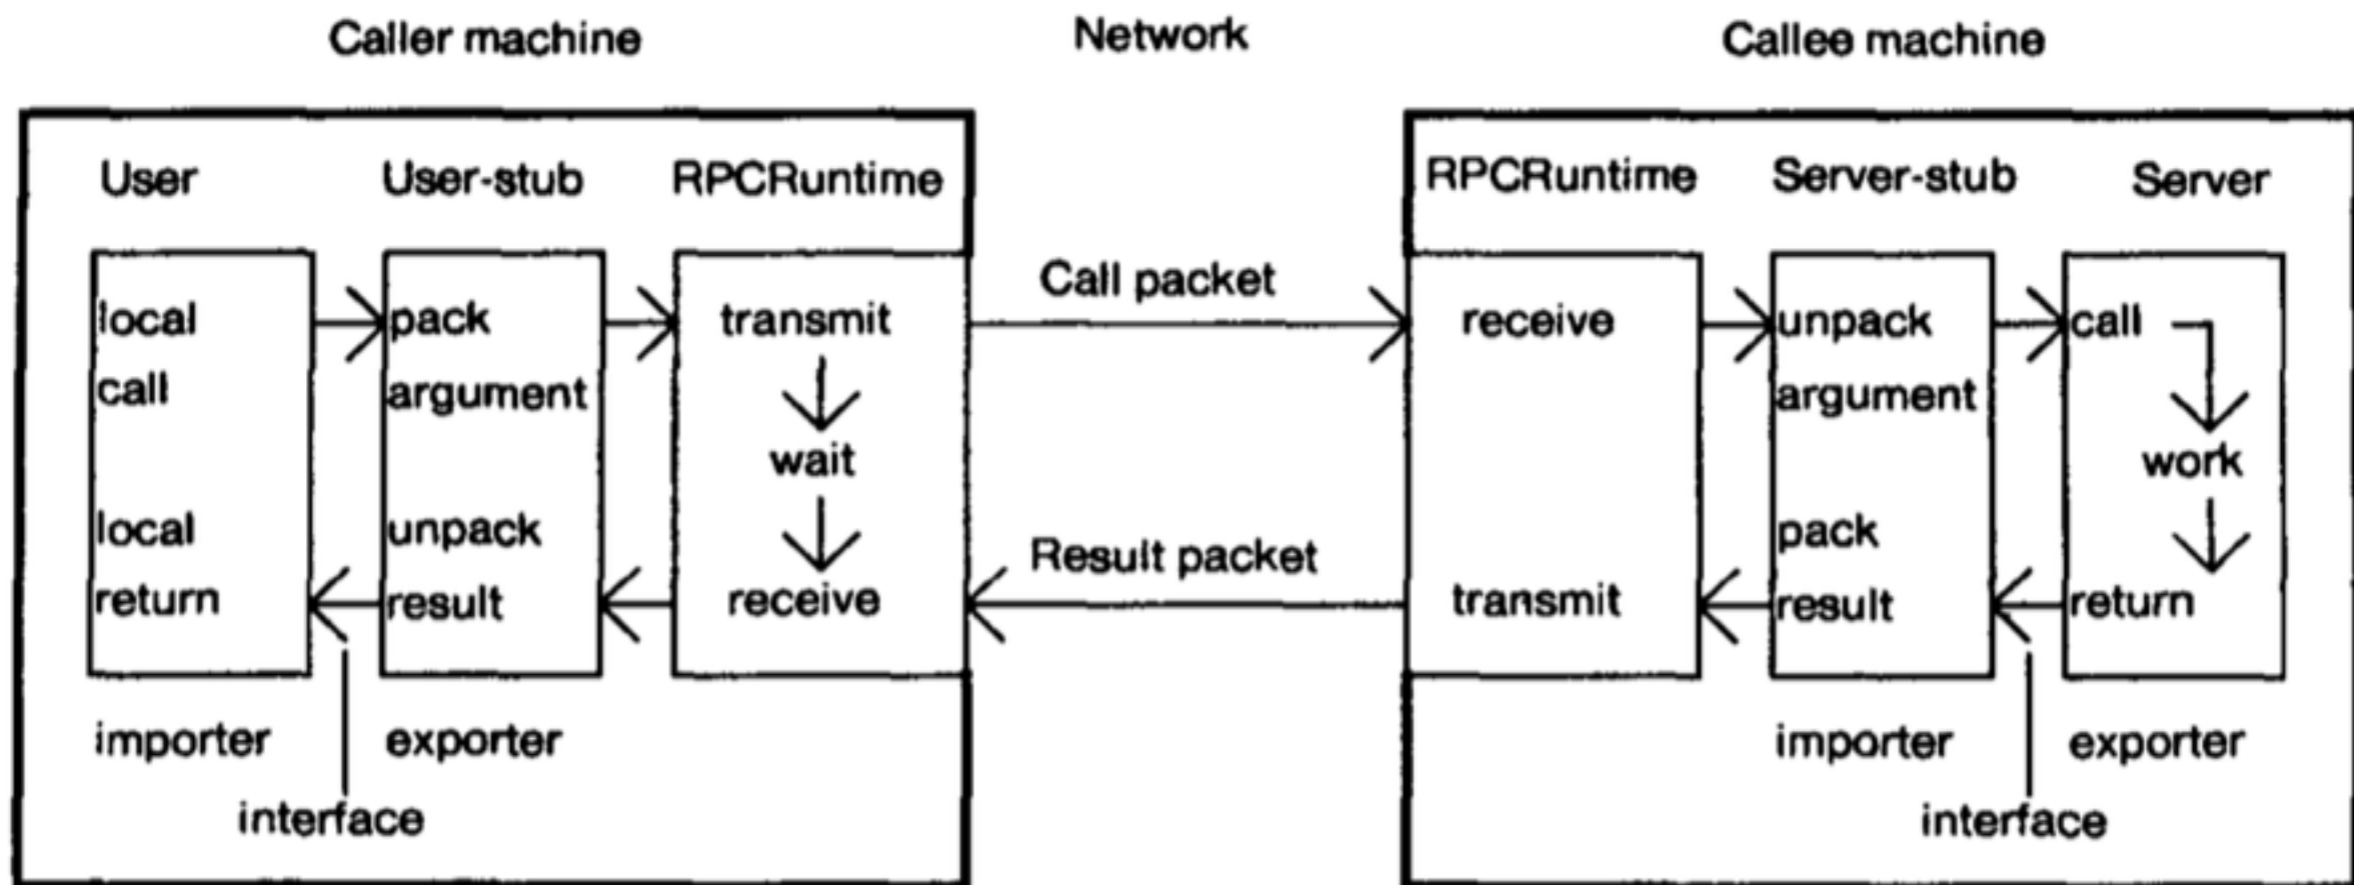 Caller machine
Network
Callee machine
User
User-stub
RPCRuntime
RPCRuntime
Server-stub
Server
local
call
local
return
pack
argument
unpack
result
transmit
wait
receive
Call packet
Result packet
receive
transmit
unpack
argument
pack
result
call
work
return
importer
exporter
interface
importer
exporter
interface